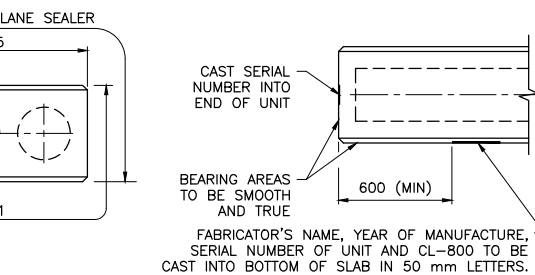 LANE SEALER
CAST SERIAL
NUMBER INTO
END OF UNIT
BEARING AREAS
TO BE SMOOTH
AND TRUE
600 (MIN)
FABRICATOR'S NAME, YEAR OF MANUFACTURE,
SERIAL NUMBER OF UNIT AND CL-800 TO BE
CAST INTO BOTTOM OF SLAB IN 50 mm LETTERS.